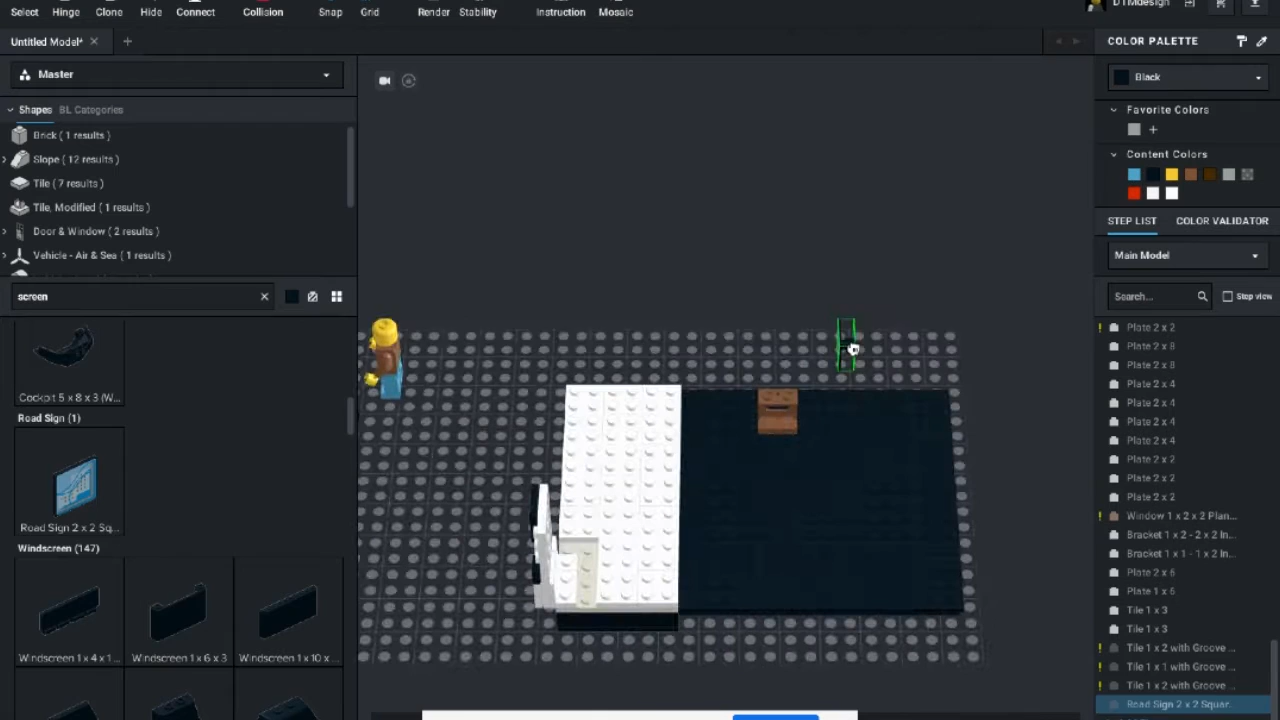 Select Hinge Clone Hide Connect Collision Snap Grid Render Stability Instruction Mosaic DTMdesign
Untitled Model*
Master
Shapes BL Categories
Brick ( 1 results )
Slope ( 12 results )
Tile ( 7 results )
Tile, Modified ( 1 results )
Door & Window ( 2 results )
Vehicle - Air & Sea ( 1 results )
screen
Cockpit 5 x 8 x 3 (W...
Road Sign (1)
Road Sign 2 x 2 Sq...
Windscreen (147)
Windscreen 1 x 4 x 1... Windscreen 1 x 6 x 3 Windscreen 1 x 10 x ...
COLOR PALETTE
Black
Favorite Colors
Content Colors
STEP LIST COLOR VALIDATOR
Main Model
Search... Step view
Plate 2 x 2
Plate 2 x 8
Plate 2 x 8
Plate 2 x 4
Plate 2 x 4
Plate 2 x 4
Plate 2 x 4
Plate 2 x 2
Plate 2 x 2
Plate 2 x 2
Window 1 x 2 x 2 Plan...
Bracket 1 x 2 - 2 x 2 In...
Bracket 1 x 1 - 1 x 2 In...
Plate 2 x 6
Plate 1 x 6
Tile 1 x 3
Tile 1 x 3
Tile 1 x 2 with Groove ...
Tile 1 x 1 with Groove ...
Tile 1 x 2 with Groove ...
Road Sign 2 x 2 Squar...